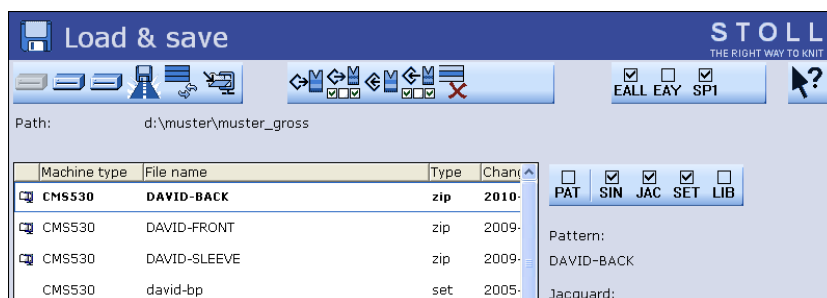 Load & save
STOLL
THE RIGHT WAY TO KNIT
EALL EAY SP1
Path: d:\muster\muster_gross
Machine type File name Type
CMS530 DAVID-BACK zip 2010-
CMS530 DAVID-FRONT zip 2009-
CMS530 DAVID-SLEEVE zip 2009-
CMS530 david-bp set 2005-
PAT SIN JAC SET LIB
Pattern:
DAVID-BACK
Jacquard: